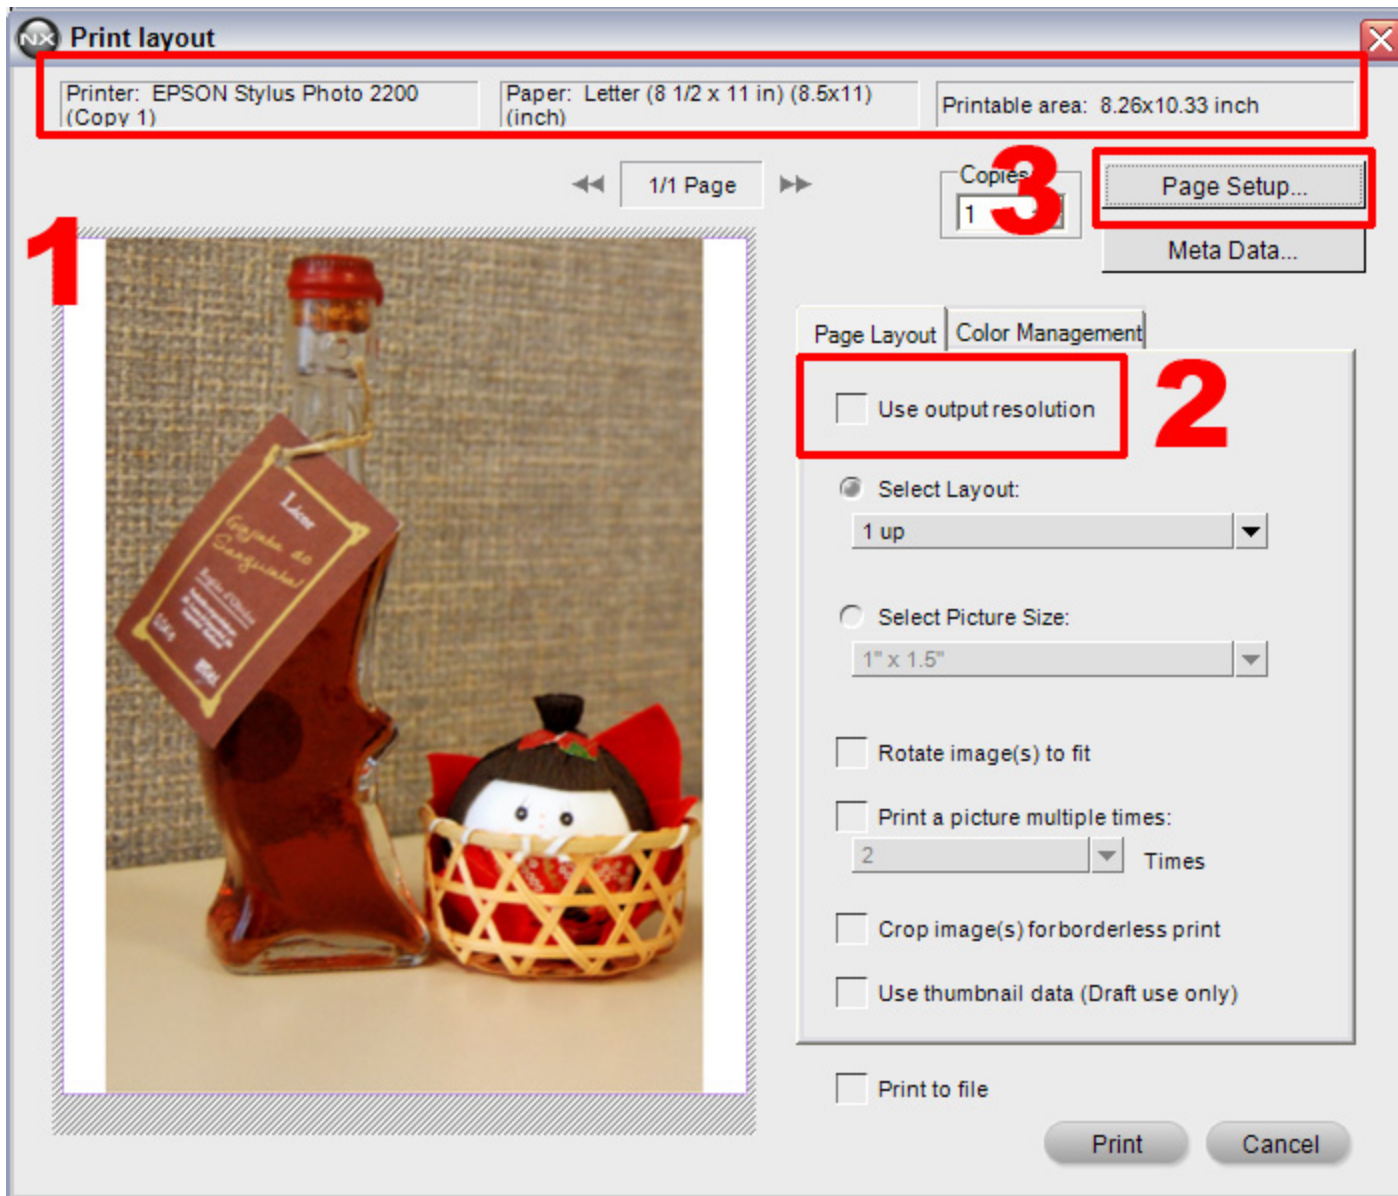 NX Print layout
Printer: EPSON Stylus Photo 2200
(Copy 1)
Paper: Letter (8 1/2 x 11 in) (8.5x11)
(inch)
Printable area: 8.26x10.33 inch
1/1 Page
Copies
1
3
Page Setup...
Meta Data...
1
Page Layout
Color Management
Use output resolution
2
Select Layout:
1 up
Select Picture Size:
1" x 1.5"
Rotate image(s) to fit
Print a picture multiple times:
2
Times
Crop image(s) for borderless print
Use thumbnail data (Draft use only)
Print to file
Print
Cancel
Licor